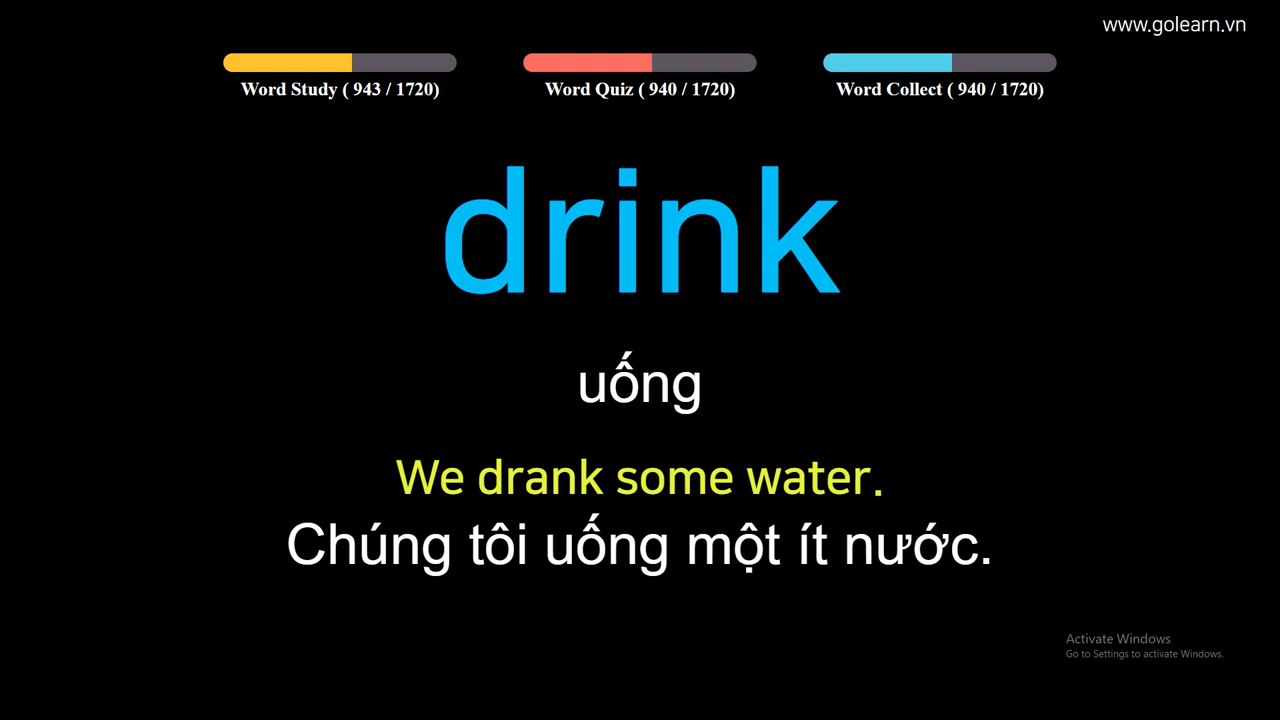 www.golearn.vn
Word Study ( 943 / 1720)
Word Quiz ( 940 / 1720)
Word Collect ( 940 / 1720)
drink
uống
We drank some water.
Chúng tôi uống một ít nước.
Activate Windows
Go to Settings to activate Windows.